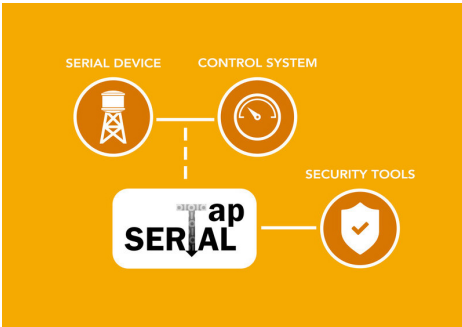 SERIAL DEVICE
CONTROL SYSTEM
SECURITY TOOLS
Tap
SERIAL